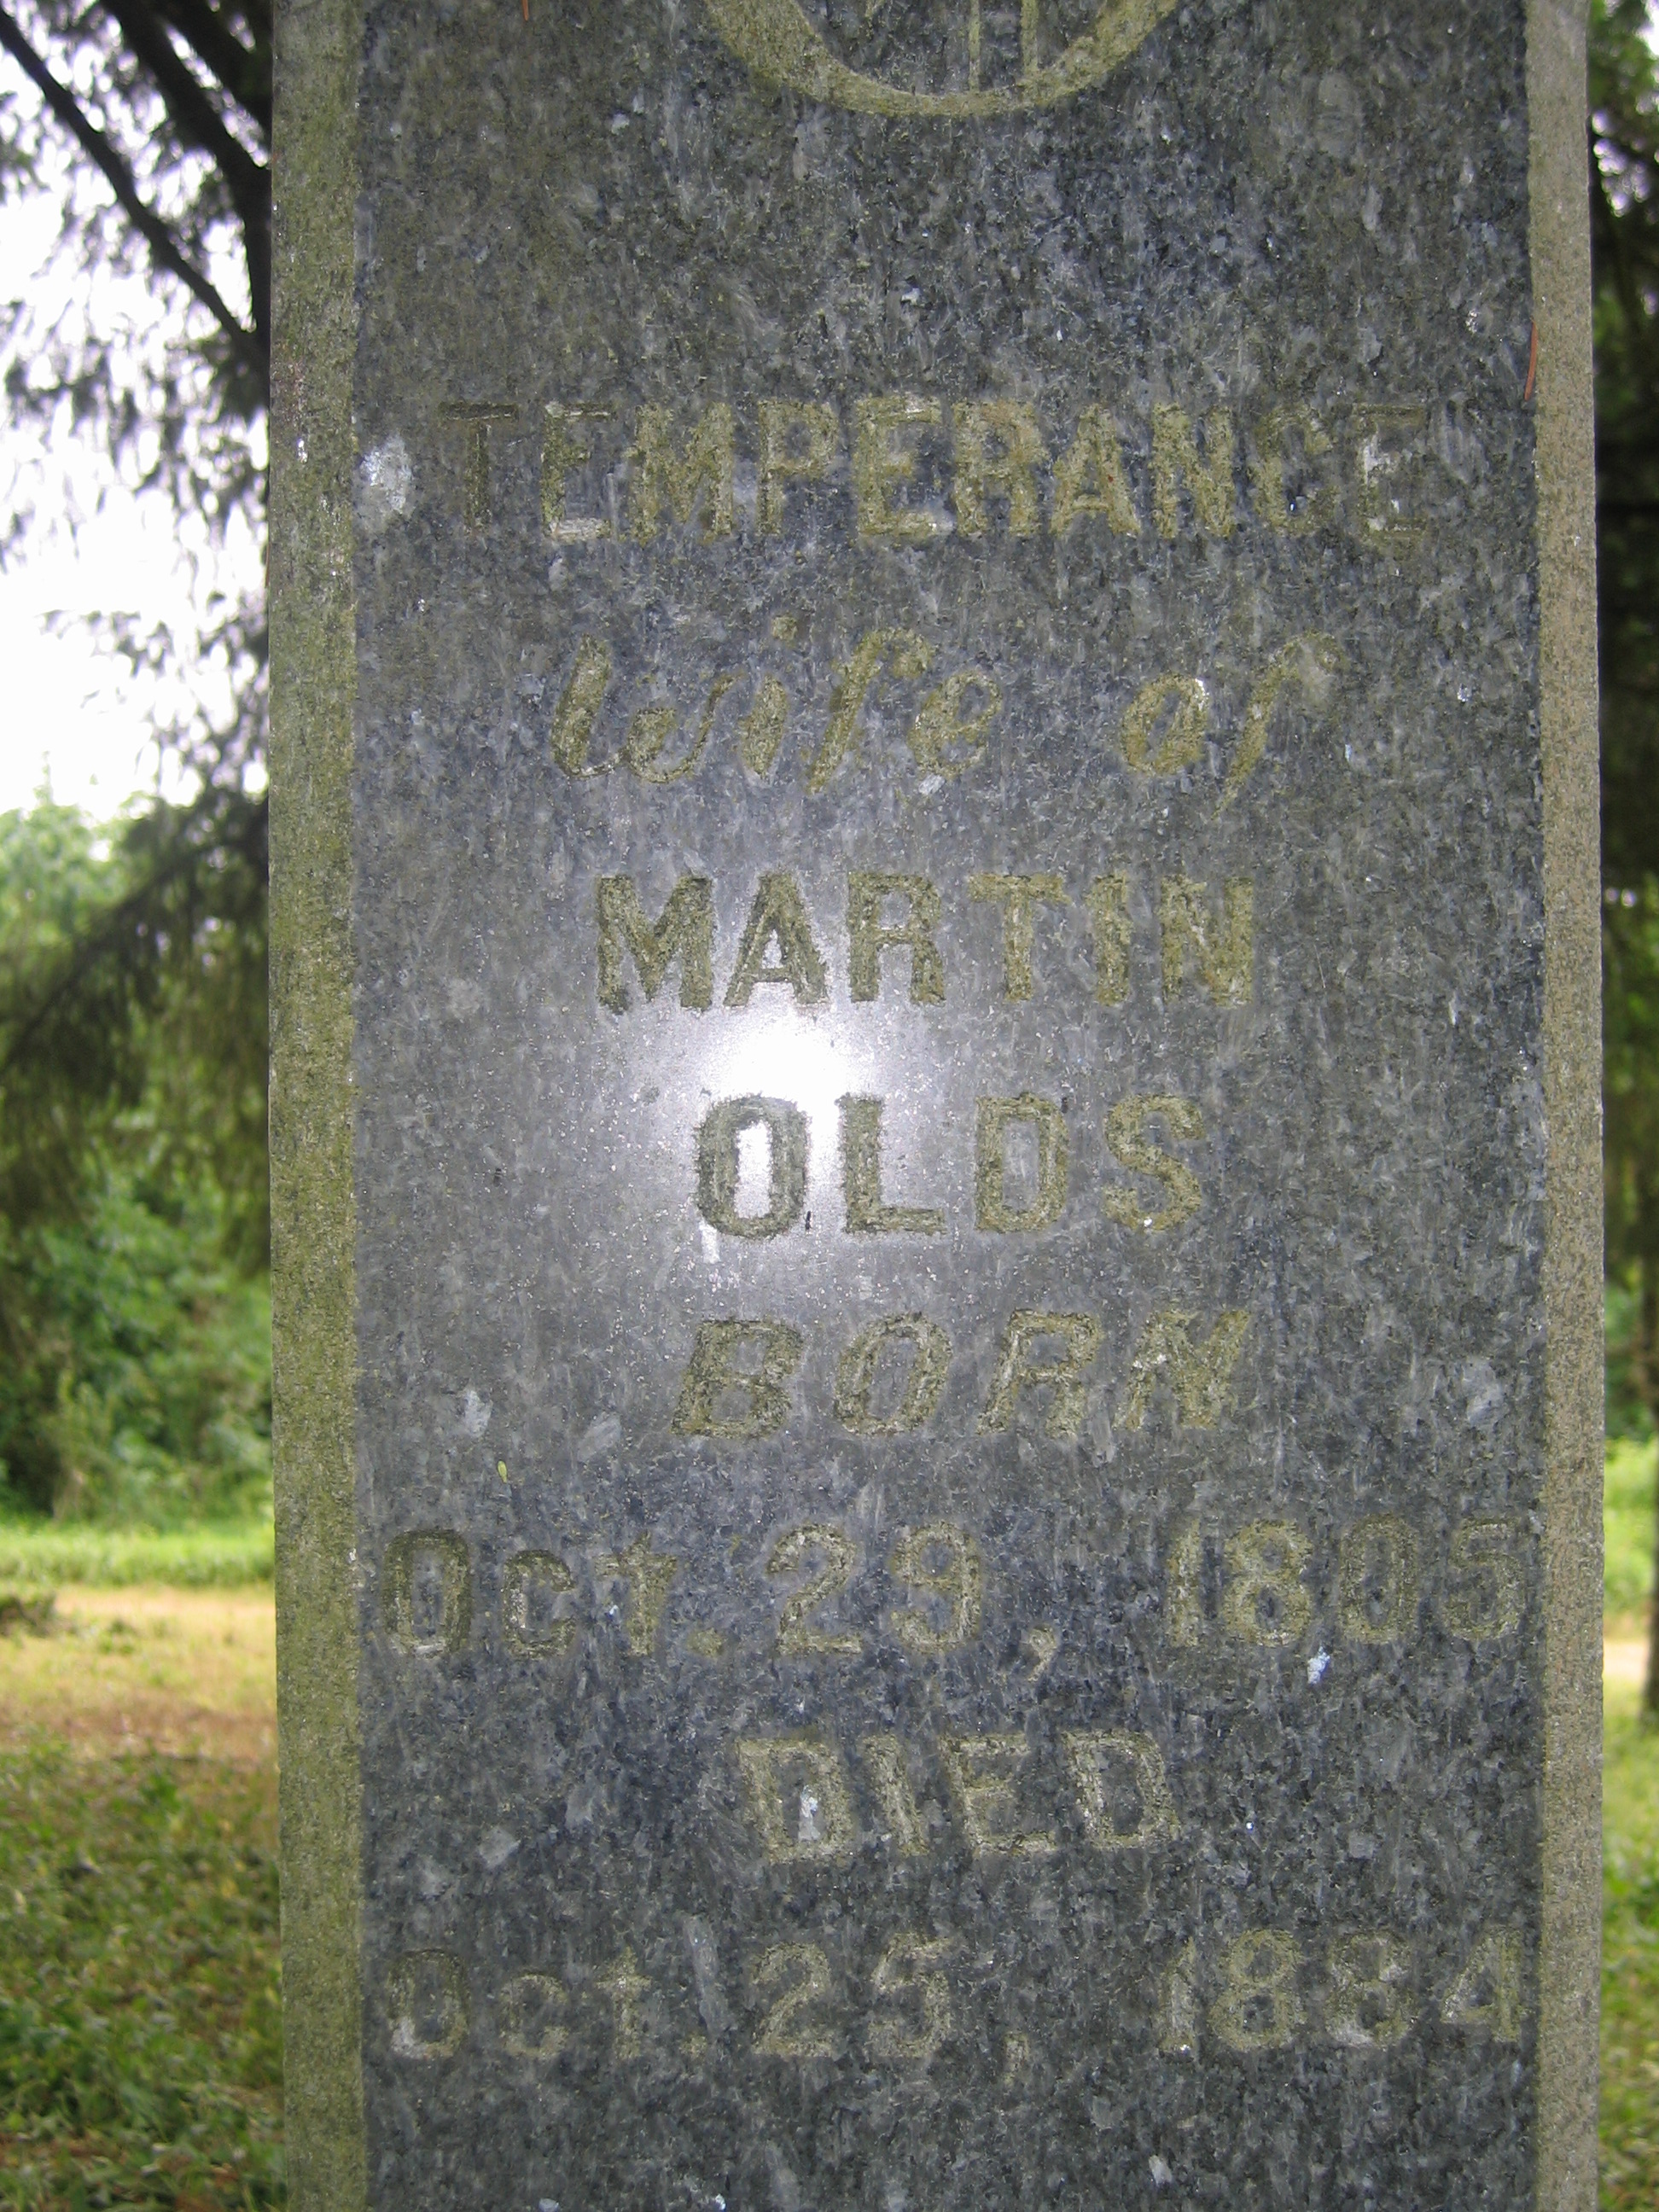 TEMPERANCE
wife of
MARTIN
OLDS
BORN
Oct. 29, 1805
DIED
Oct. 25, 1884